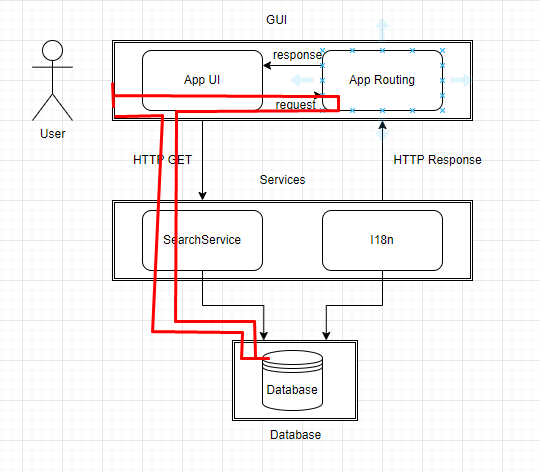 GUI
response
App UI
App Routing
request
User
HTTP GET
HTTP Response
Services
SearchService
I18n
Database
Database